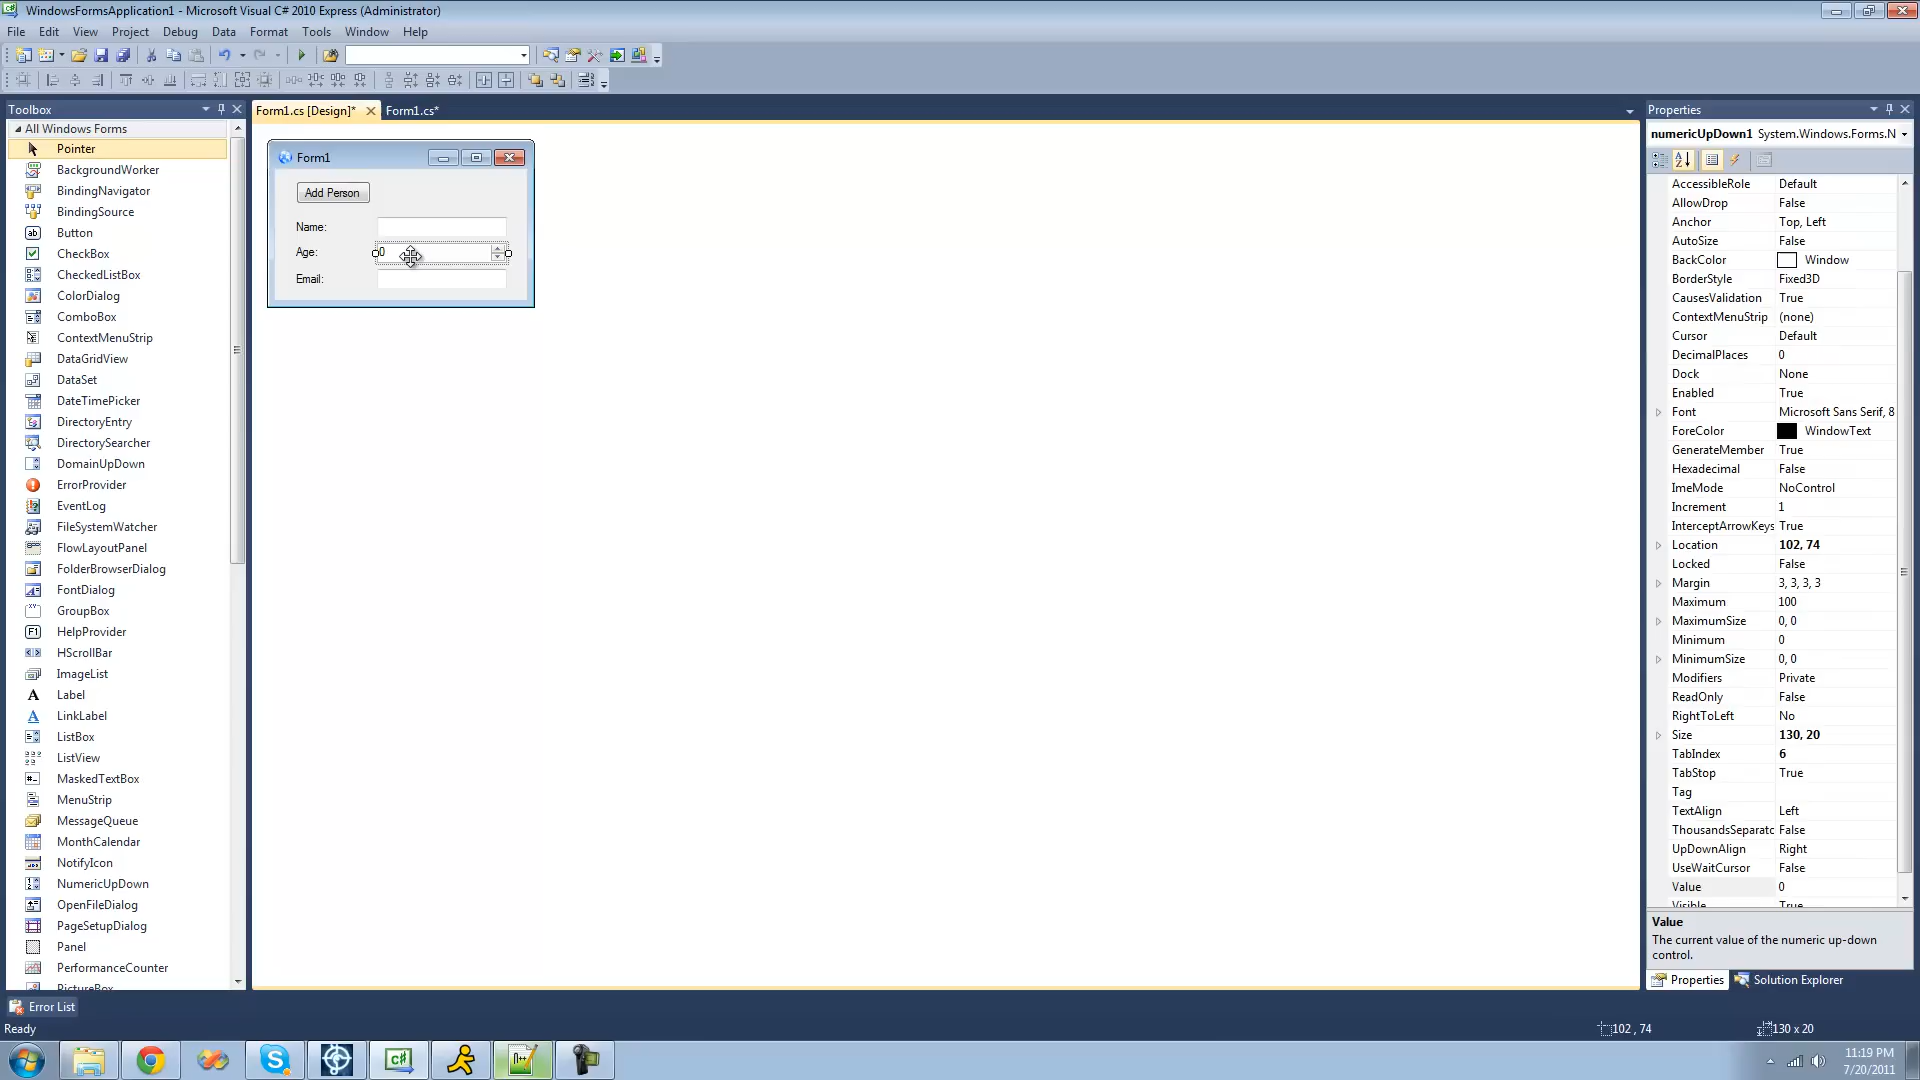 WindowsFormsApplication1 - Microsoft Visual C# 2010 Express (Administrator)
File Edit View Project Debug Data Format Tools Window Help
Toolbox
Form1.cs [Design]* Form1.cs*
Properties
All Windows Forms
Pointer
BackgroundWorker
BindingNavigator
BindingSource
Button
CheckBox
CheckedListBox
ColorDialog
ComboBox
ContextMenuStrip
DataGridView
DataSet
DateTimePicker
DirectoryEntry
DirectorySearcher
DomainUpDown
ErrorProvider
EventLog
FileSystemWatcher
FlowLayoutPanel
FolderBrowserDialog
FontDialog
GroupBox
HelpProvider
HScrollBar
ImageList
Label
LinkLabel
ListBox
ListView
MaskedTextBox
MenuStrip
MessageQueue
MonthCalendar
NotifyIcon
NumericUpDown
OpenFileDialog
PageSetupDialog
Panel
PerformanceCounter
PictureBox
Form1
Add Person
Name:
Age: 0
Email:
numericUpDown1 System.Windows.Forms.N
AccessibleRole Default
AllowDrop False
Anchor Top, Left
AutoSize False
BackColor Window
BorderStyle Fixed3D
CausesValidation True
ContextMenuStrip (none)
Cursor Default
DecimalPlaces 0
Dock None
Enabled True
Font Microsoft Sans Serif, 8
ForeColor WindowText
GenerateMember True
Hexadecimal False
ImeMode NoControl
Increment 1
InterceptArrowKeys True
Location 102, 74
Locked False
Margin 3, 3, 3, 3
Maximum 100
MaximumSize 0, 0
Minimum 0
MinimumSize 0, 0
Modifiers Private
ReadOnly False
RightToLeft No
Size 130, 20
TabIndex 6
TabStop True
Tag
TextAlign Left
ThousandsSeparato False
UpDownAlign Right
UseWaitCursor False
Value 0
Visible True
Value
The current value of the numeric up-down
control.
Properties Solution Explorer
Error List
Ready
102 , 74
130 x 20
11:19 PM
7/20/2011